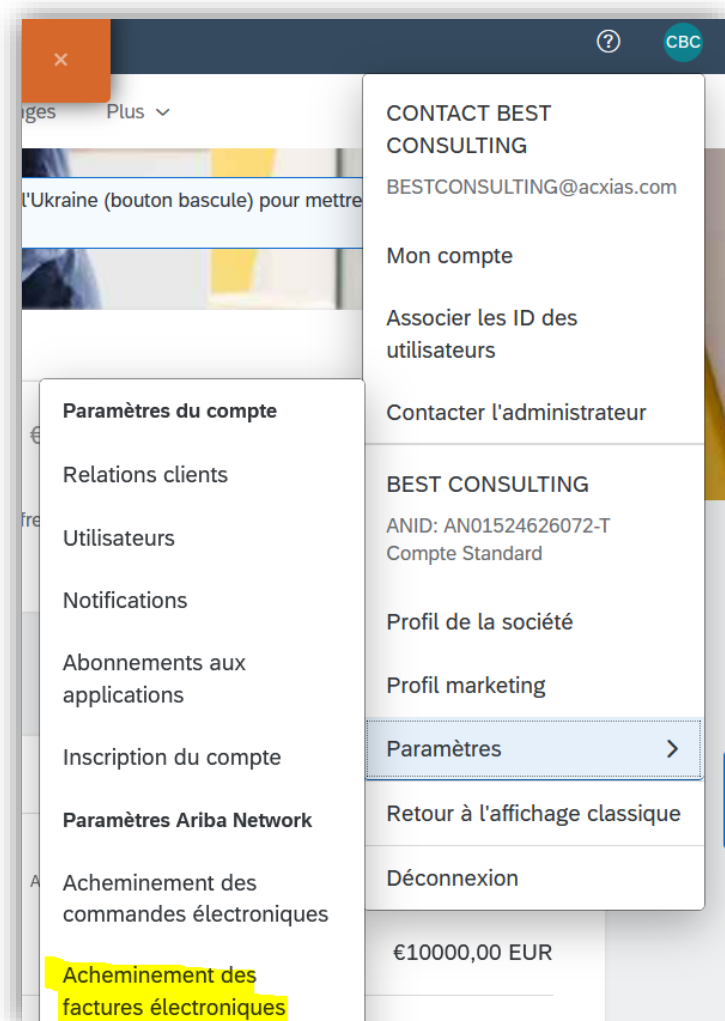 ×
?
CBC
Plus
l'Ukraine (bouton bascule) pour mettre
CONTACT BEST
CONSULTING
BESTCONSULTING@acxias.com
Mon compte
Associer les ID des
utilisateurs
Contacter l'administrateur
BEST CONSULTING
ANID: AN01524626072-T
Compte Standard
Profil de la société
Profil marketing
Paramètres
Retour à l'affichage classique
Déconnexion
Paramètres du compte
Relations clients
Utilisateurs
Notifications
Abonnements aux
applications
Inscription du compte
Paramètres Ariba Network
Acheminement des
commandes électroniques
Acheminement des
factures électroniques
€10000,00 EUR